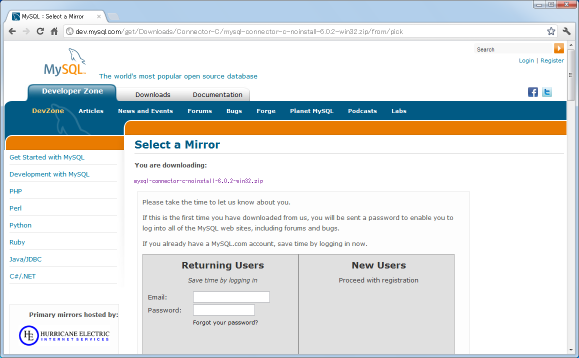 MySQL :: Select a Mirror
dev.mysql.com/get/Downloads/Connector-C/mysql-connector-c-noinstall-6.0.2-win32.zip/from/pick
MySQL
The world's most popular open source database
Search
Login | Register
Developer Zone
Downloads
Documentation
DevZone
Articles
News and Events
Forums
Bugs
Forge
Planet MySQL
Podcasts
Labs
Get Started with MySQL
Development with MySQL
PHP
Perl
Python
Ruby
Java/JDBC
C#/.NET
Primary mirrors hosted by:
HE HURRICANE ELECTRIC
INTERNET SERVICES
Select a Mirror
You are downloading:
mysql-connector-c-noinstall-6.0.2-win32.zip
Please take the time to let us know about you.
If this is the first time you have downloaded from us, you will be sent a password to enable you to
log into all of the MySQL web sites, including forums and bugs.
If you already have a MySQL.com account, save time by logging in now.
Returning Users
Save time by logging in
Email:
Password:
Forgot your password?
New Users
Proceed with registration